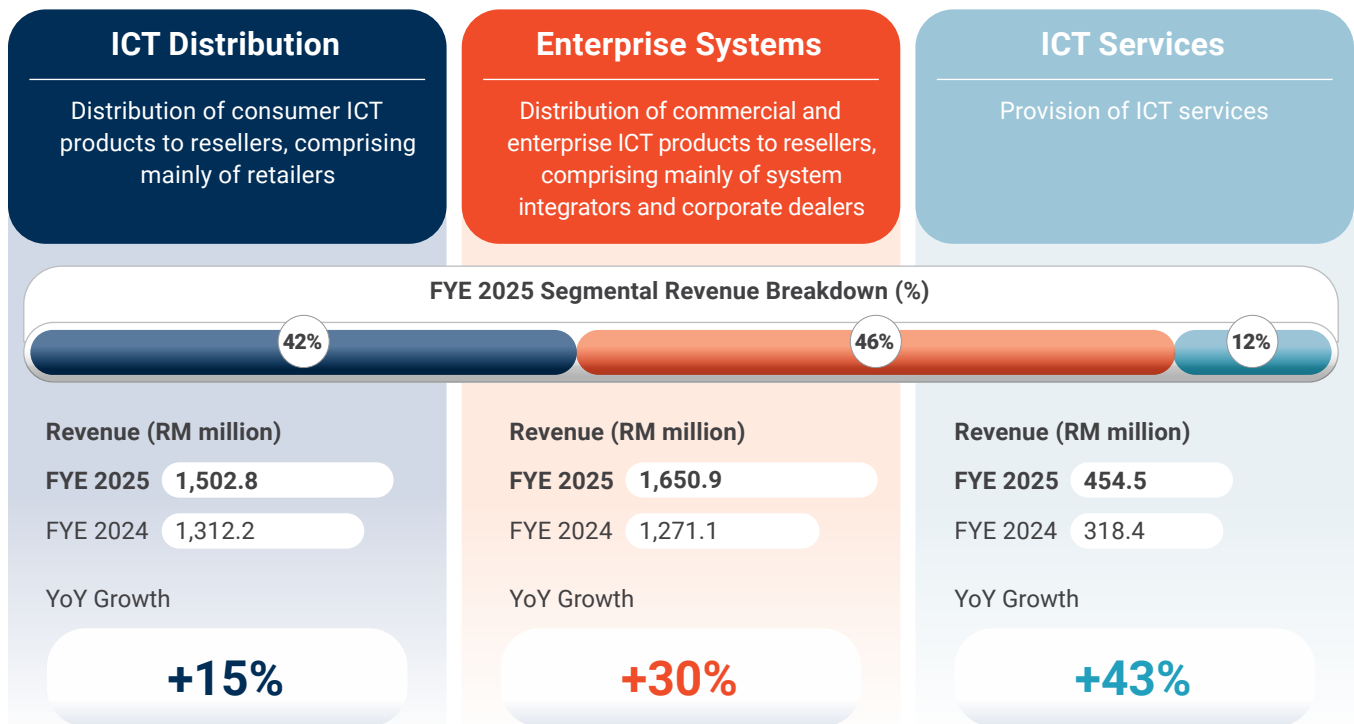 ICT Distribution
Distribution of consumer ICT
products to resellers, comprising
mainly of retailers
Enterprise Systems
Distribution of commercial and
enterprise ICT products to resellers,
comprising mainly of system
integrators and corporate dealers
ICT Services
Provision of ICT services
FYE 2025 Segmental Revenue Breakdown (%)
42%
46%
12%
Revenue (RM million)
FYE 2025 1,502.8
FYE 2024 1,312.2
YoY Growth
+15%
Revenue (RM million)
FYE 2025 1,650.9
FYE 2024 1,271.1
YoY Growth
+30%
Revenue (RM million)
FYE 2025 454.5
FYE 2024 318.4
YoY Growth
+43%